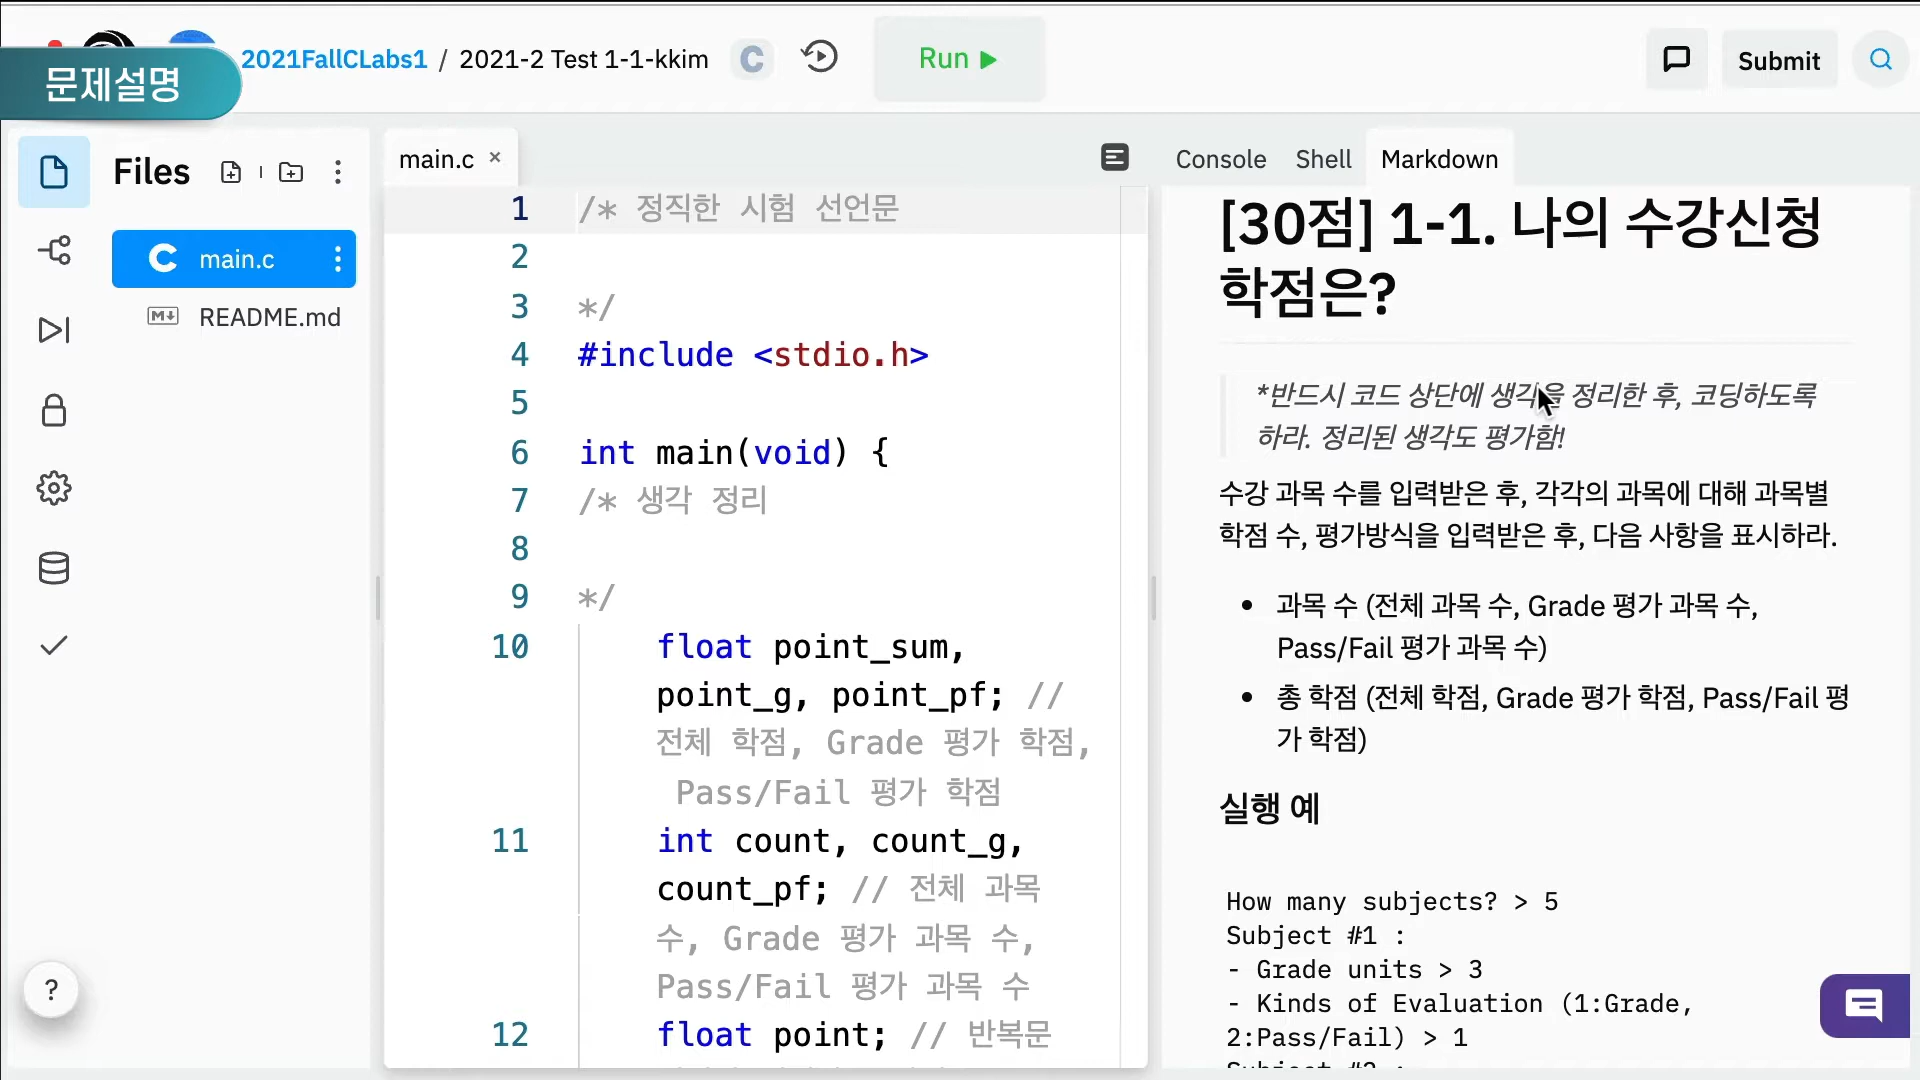 문제설명
2021FallCLabs1 / 2021-2 Test 1-1-kkim C Run Submit
Files
main.c
README.md
main.c ×
1 /* 정직한 시험 선언문
2
3 */
4 #include <stdio.h>
5
6 int main(void) {
7 /* 생각 정리
8
9 */
10 float point_sum,
point_g, point_pf; //
전체 학점, Grade 평가 학점,
Pass/Fail 평가 학점
11 int count, count_g,
count_pf; // 전체 과목
수, Grade 평가 과목 수,
Pass/Fail 평가 과목 수
12 float point; // 반복문
Console Shell Markdown
[30점] 1-1. 나의 수강신청
학점은?
*반드시 코드 상단에 생각을 정리한 후, 코딩하도록
하라. 정리된 생각도 평가함!
수강 과목 수를 입력받은 후, 각각의 과목에 대해 과목별
학점 수, 평가방식을 입력받은 후, 다음 사항을 표시하라.
• 과목 수 (전체 과목 수, Grade 평가 과목 수,
Pass/Fail 평가 과목 수)
• 총 학점 (전체 학점, Grade 평가 학점, Pass/Fail 평
가 학점)
실행 예
How many subjects? > 5
Subject #1 :
- Grade units > 3
- Kinds of Evaluation (1:Grade,
2:Pass/Fail) > 1
?